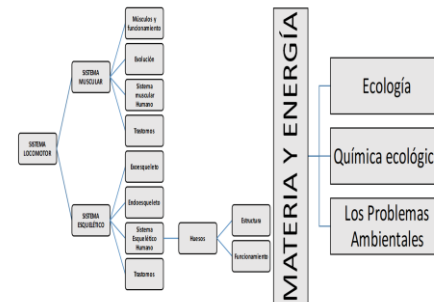 SISTEMA
LOCOMOTOR
SISTEMA
MUSCULAR
Músculos y
funcionamiento
Evolución
Sistema
muscular
Humano
Trastornos
SISTEMA
ESQUELÉTICO
Exoesqueleto
Endoesqueleto
Sistema
Esquelético
Humano
Trastornos
Huesos
Estructura
Funcionamiento
MATERIA Y ENERGÍA
Ecología
Química ecológic
Los Problemas
Ambientales